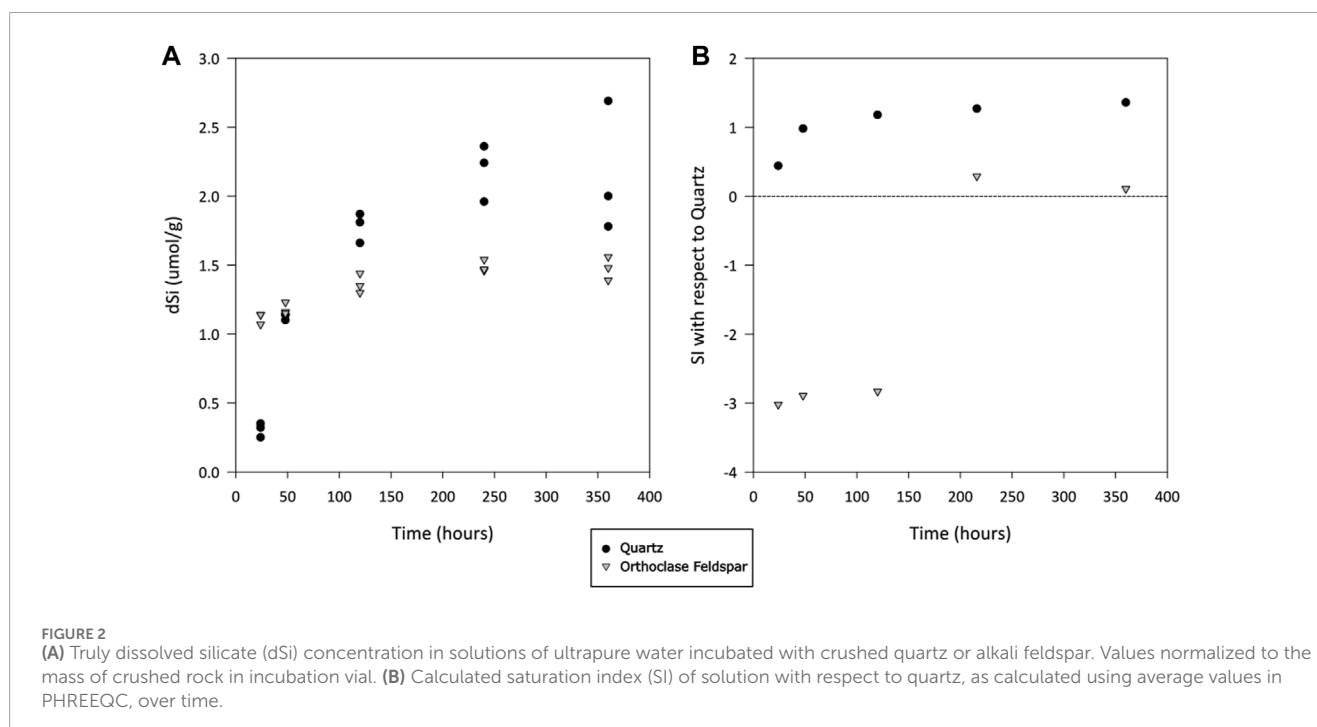 A
B
3.0
2.5
2.0
1.5
1.0
0.5
0.0
dSi (umol/g)
0 50 100 150 200 250 300 350 400
Time (hours)
2
1
0
-1
-2
-3
-4
SI with respect to Quartz
0 50 100 150 200 250 300 350 400
Time (hours)
Quartz
Orthoclase Feldspar
FIGURE 2
(A) Truly dissolved silicate (dSi) concentration in solutions of ultrapure water incubated with crushed quartz or alkali feldspar. Values normalized to the
mass of crushed rock in incubation vial. (B) Calculated saturation index (SI) of solution with respect to quartz, as calculated using average values in
PHREEQC, over time.